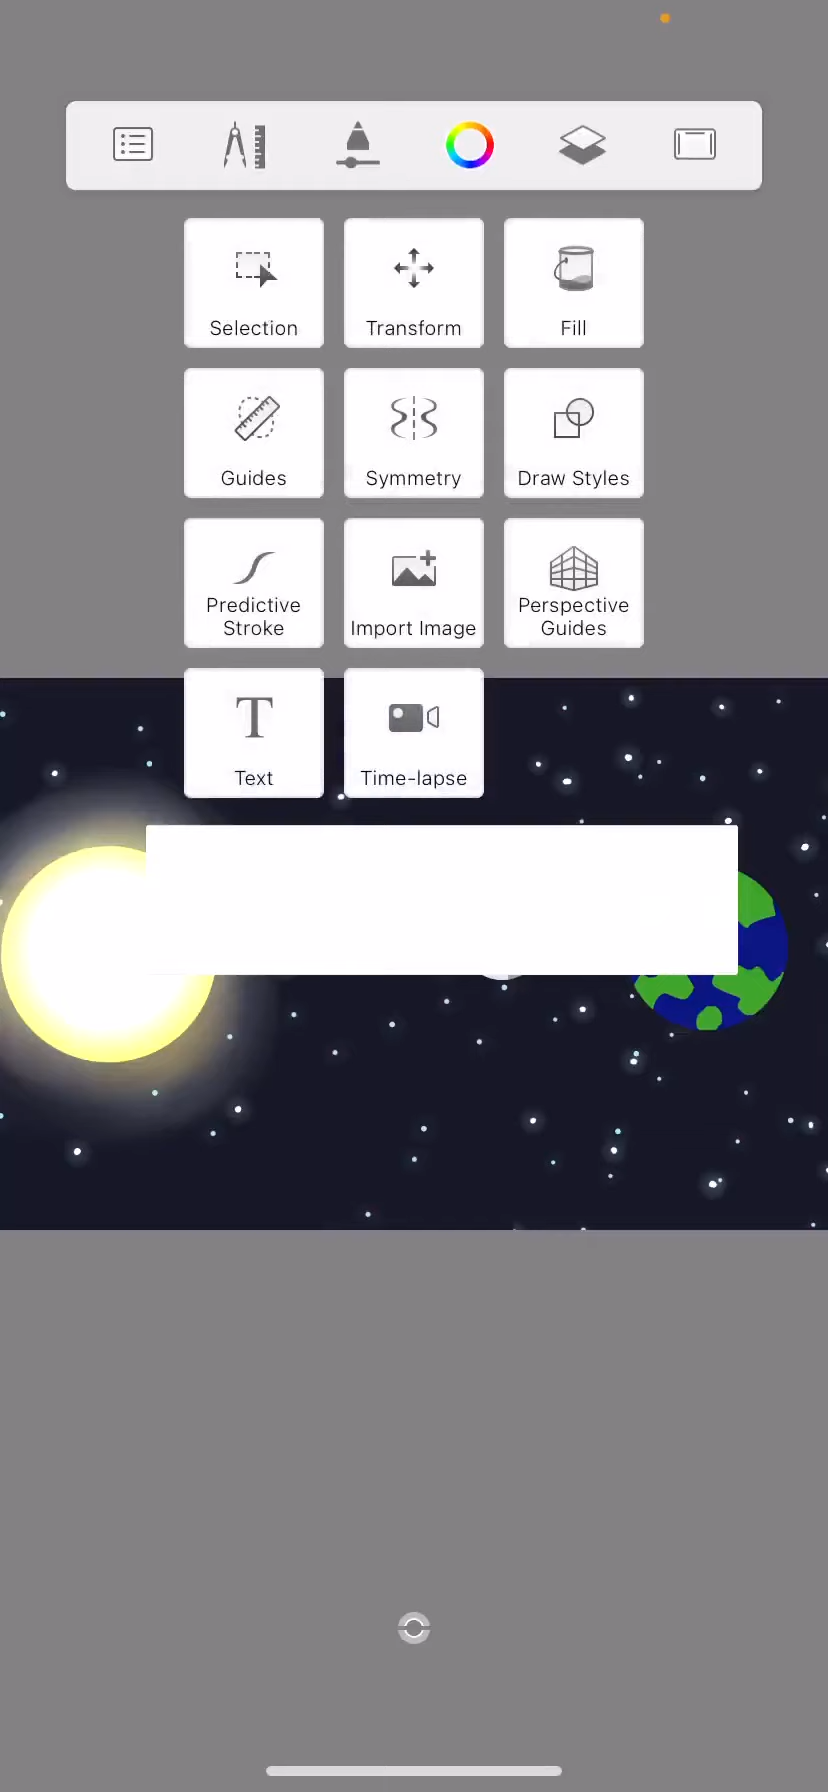 Selection
Transform
Fill
Guides
Symmetry
Draw Styles
Predictive
Stroke
Import Image
Perspective
Guides
Text
Time-lapse